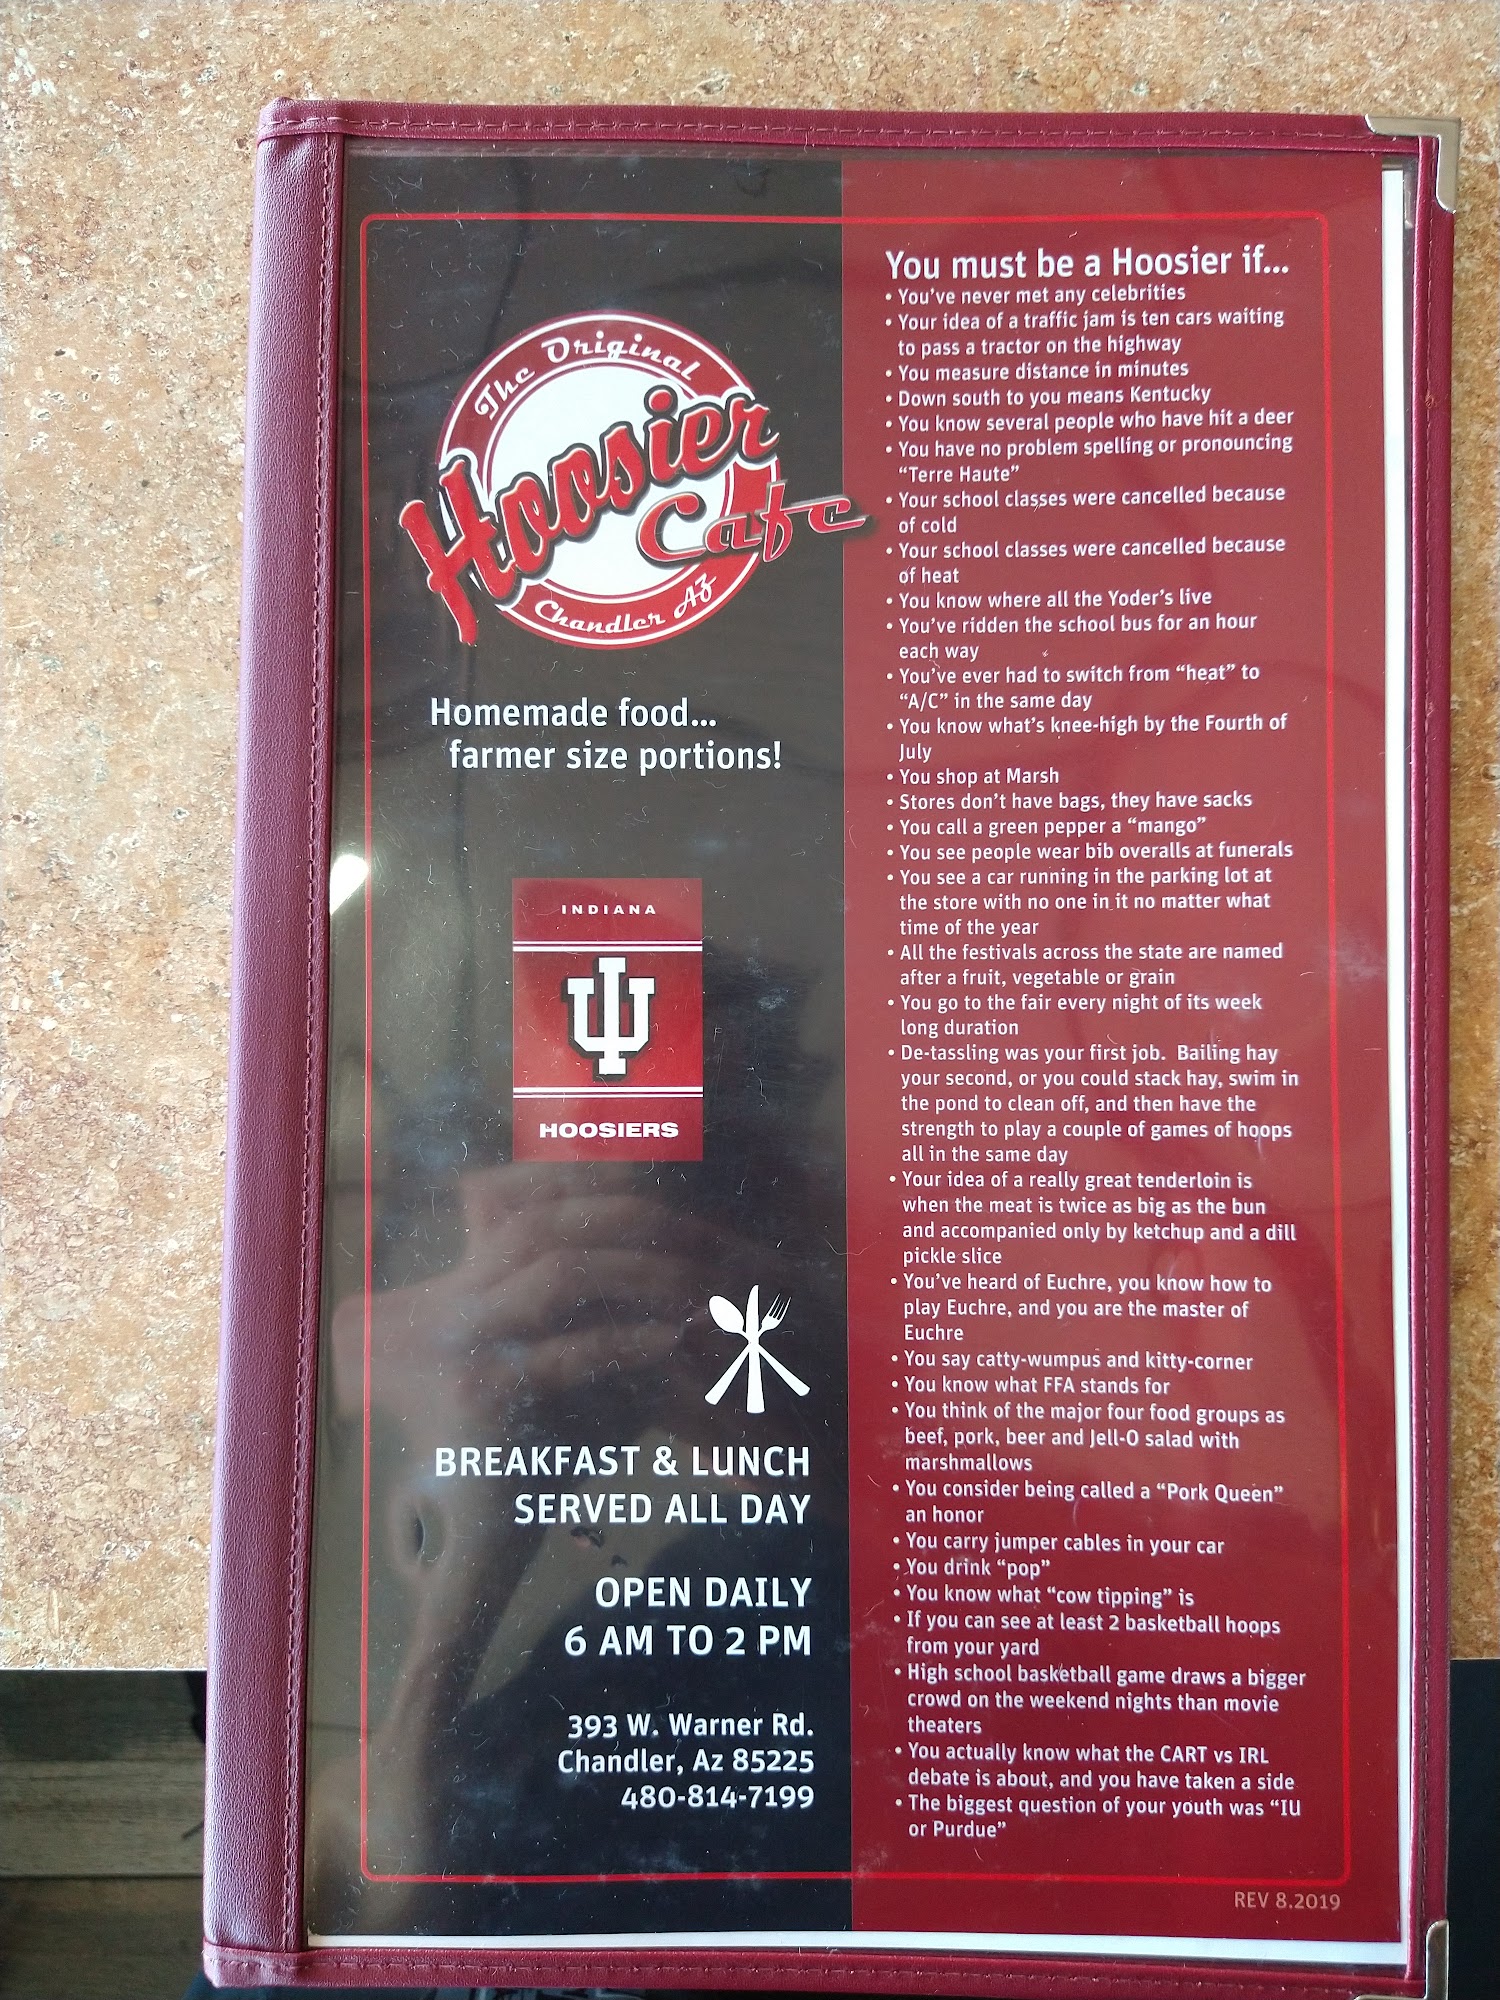 The Original
Hoosier
Cafe
Chandler AZ
Homemade food...
farmer size portions!
INDIANA
IU
HOOSIERS
BREAKFAST & LUNCH
SERVED ALL DAY
OPEN DAILY
6 AM TO 2 PM
393 W. Warner Rd.
Chandler, Az 85225
480-814-7199
You must be a Hoosier if...
• You've never met any celebrities
• Your idea of a traffic jam is ten cars waiting
to pass a tractor on the highway
• You measure distance in minutes
• Down south to you means Kentucky
• You know several people who have hit a deer
• You have no problem spelling or pronouncing
"Terre Haute"
• Your school classes were cancelled because
of cold
• Your school classes were cancelled because
of heat
• You know where all the Yoder's live
• You've ridden the school bus for an hour
each way
• You've ever had to switch from "heat" to
"A/C" in the same day
• You know what's knee-high by the Fourth of
July
• You shop at Marsh
• Stores don't have bags, they have sacks
• You call a green pepper a "mango"
• You see people wear bib overalls at funerals
• You see a car running in the parking lot at
the store with no one in it no matter what
time of the year
• All the festivals across the state are named
after a fruit, vegetable or grain
• You go to the fair every night of its week
long duration
• De-tassling was your first job. Bailing hay
your second, or you could stack hay, swim in
the pond to clean off, and then have the
strength to play a couple of games of hoops
all in the same day
• Your idea of a really great tenderloin is
when the meat is twice as big as the bun
and accompanied only by ketchup and a dill
pickle slice
• You've heard of Euchre, you know how to
play Euchre, and you are the master of
Euchre
• You say catty-wumpus and kitty-corner
• You know what FFA stands for
• You think of the major four food groups as
beef, pork, beer and Jell-O salad with
marshmallows
• You consider being called a "Pork Queen"
an honor
• You carry jumper cables in your car
• You drink "pop"
• You know what "cow tipping" is
• If you can see at least 2 basketball hoops
from your yard
• High school basketball game draws a bigger
crowd on the weekend nights than movie
theaters
• You actually know what the CART vs IRL
debate is about, and you have taken a side
• The biggest question of your youth was "IU
or Purdue"
REV 8.2019